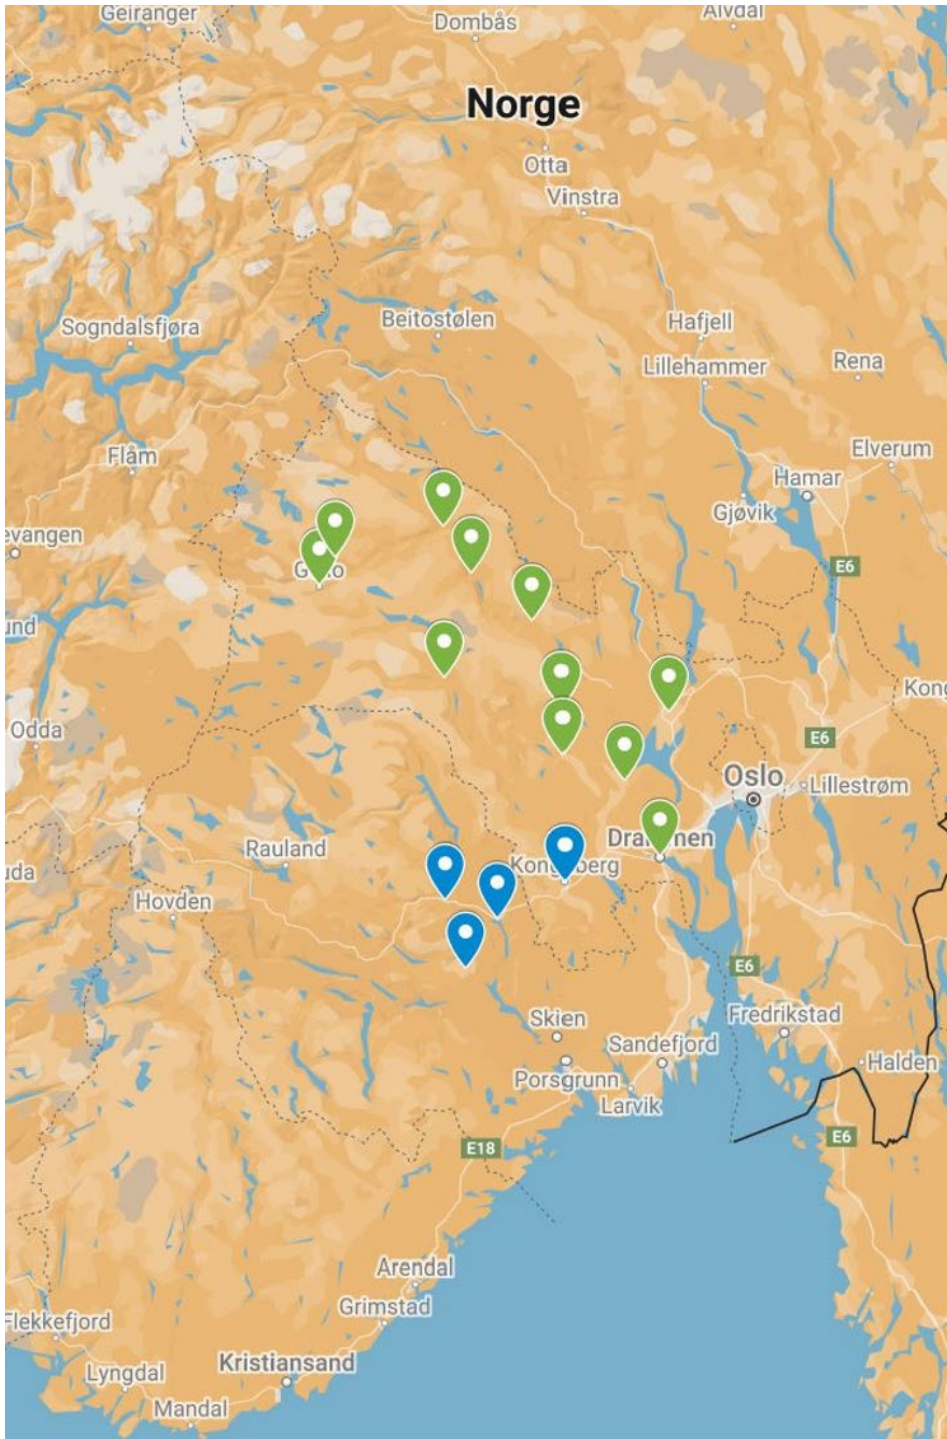 Geiranger
Dombås
Alvdal
Norge
Otta
Vinstra
Sogndalsfjøra
Beitostølen
Hafjell
Lillehammer
Rena
Flåm
Elverum
Hamar
Gjøvik
evangen
E6
und
Odda
Kong
E6
Oslo
Lillestrøm
Rauland
uda
Hovden
E6
Fredrikstad
Skien
Sandefjord
Halden
Porsgrunn
Larvik
E6
E18
Arendal
Grimstad
Flekkefjord
Kristiansand
Lyngdal
Mandal